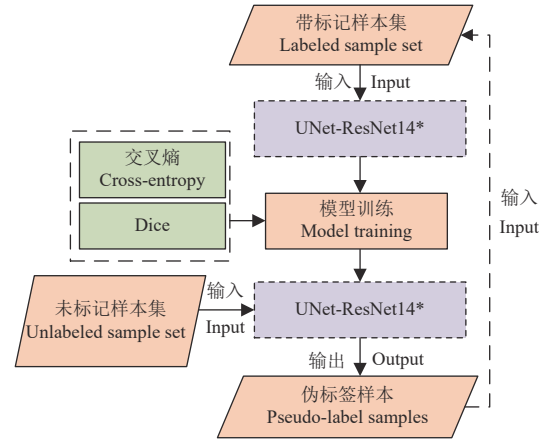 带标记样本集
Labeled sample set
输入 Input
UNet-ResNet14*
交叉熵
Cross-entropy
Dice
模型训练
Model training
输入
Input
未标记样本集
Unlabeled sample set
输入
Input
UNet-ResNet14*
输出 Output
伪标签样本
Pseudo-label samples